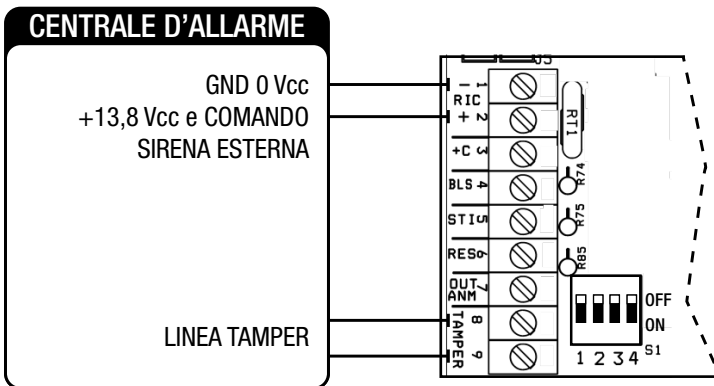 CENTRALE D'ALLARME
GND 0 Vcc
+13,8 Vcc e COMANDO
SIRENA ESTERNA
LINEA TAMPER
J5
- 1
RIC
+ 2
+C 3
BLS 4
STI 5
RES 6
OUT 7
ANM
TAMPER 8 9
RT1
R74
R75
R85
OFF
ON
1 2 3 4 S1